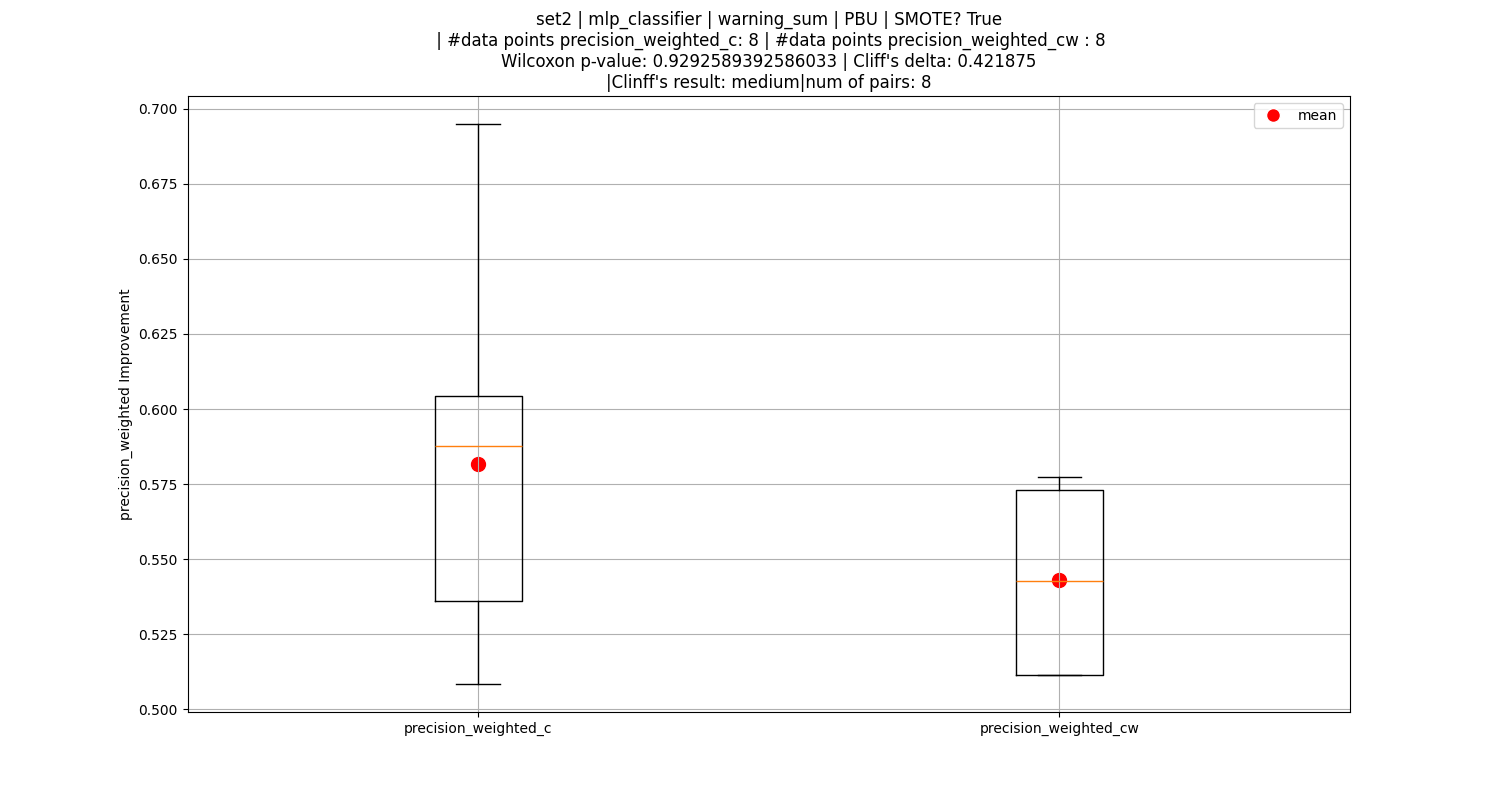 set2 | mlp_classifier | warning_sum | PBU | SMOTE? True
| #data points precision_weighted_c: 8 | #data points precision_weighted_cw : 8
Wilcoxon p-value: 0.9292589392586033 | Cliff's delta: 0.421875
|Clinff's result: medium|num of pairs: 8
mean
0.700
0.675
0.650
0.625
0.600
0.575
0.550
0.525
0.500
precision_weighted Improvement
precision_weighted_c
precision_weighted_cw